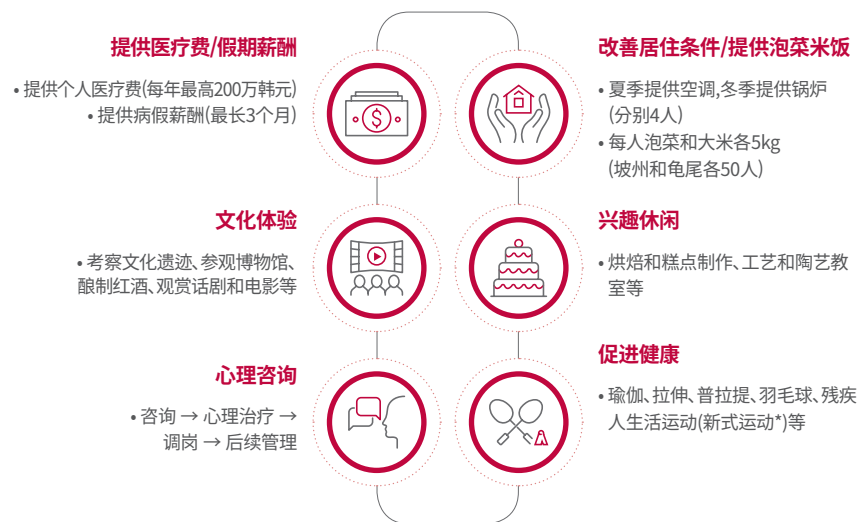 提供医疗费/假期薪酬
• 提供个人医疗费(每年最高200万韩元)
• 提供病假薪酬(最长3个月)
改善居住条件/提供泡菜米饭
• 夏季提供空调,冬季提供锅炉
(分别4人)
• 每人泡菜和大米各5kg
(坡州和龟尾各50人)
文化体验
• 考察文化遗迹、参观博物馆、
酿制红酒、观赏话剧和电影等
兴趣休闲
• 烘焙和糕点制作、工艺和陶艺教
室等
心理咨询
• 咨询 → 心理治疗 →
调岗 → 后续管理
促进健康
• 瑜伽、拉伸、普拉提、羽毛球、残疾
人生活运动(新式运动*)等